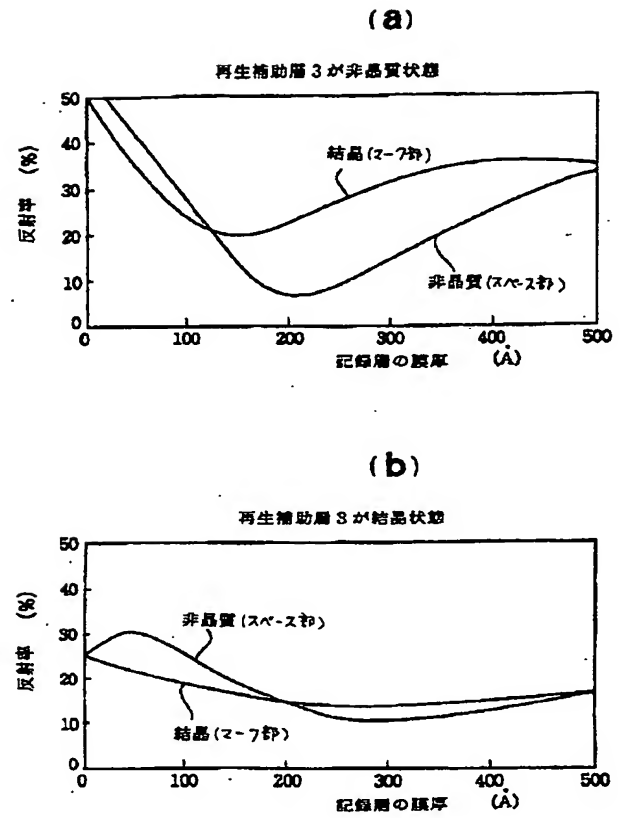 (a)
再生補助層3が非晶質状態
反射率 (%)
50
40
30
20
10
0
結晶(マーク部)
非晶質(スペース部)
0 100 200 300 400 500
記録層の膜厚 (Å)
(b)
再生補助層3が結晶状態
反射率 (%)
50
40
30
20
10
0
非晶質(スペース部)
結晶(マーク部)
0 100 200 300 400 500
記録層の膜厚 (Å)